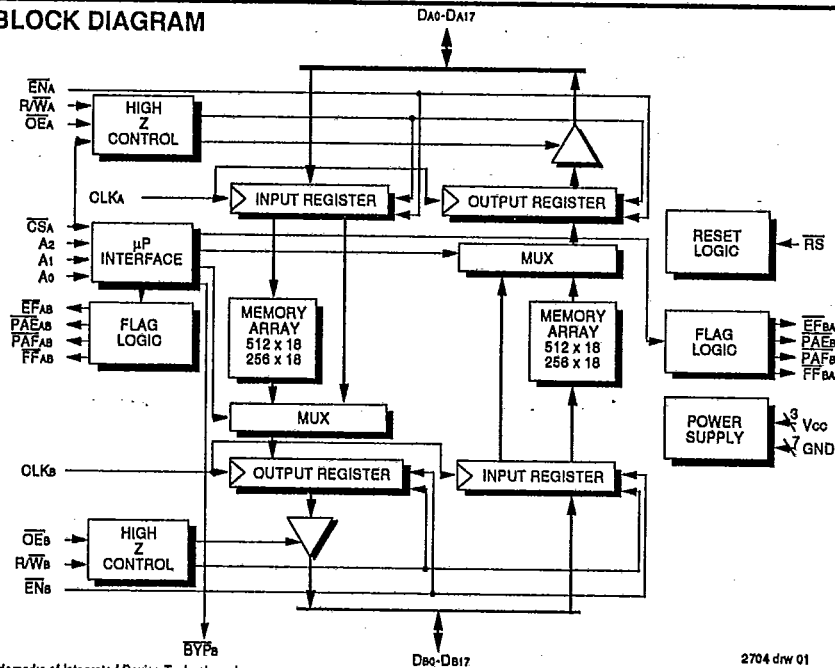 BLOCK DIAGRAM
DA0-DA17
ENA
R/WA
OEA
HIGH
Z
CONTROL
CLKA
INPUT REGISTER
OUTPUT REGISTER
CSA
A2
A1
A0
µP
INTERFACE
MUX
RESET
LOGIC
RS
EFAB
PAEAB
PAFAB
FFAB
FLAG
LOGIC
MEMORY
ARRAY
512 x 18
256 x 18
MEMORY
ARRAY
512 x 18
256 x 18
FLAG
LOGIC
EFBA
PAEB
PAFB
FFBA
MUX
POWER
SUPPLY
3
VCC
7
GND
CLKB
OUTPUT REGISTER
INPUT REGISTER
OEB
R/WB
ENB
HIGH
Z
CONTROL
BYPB
DB0-DB17
2704 drw 01